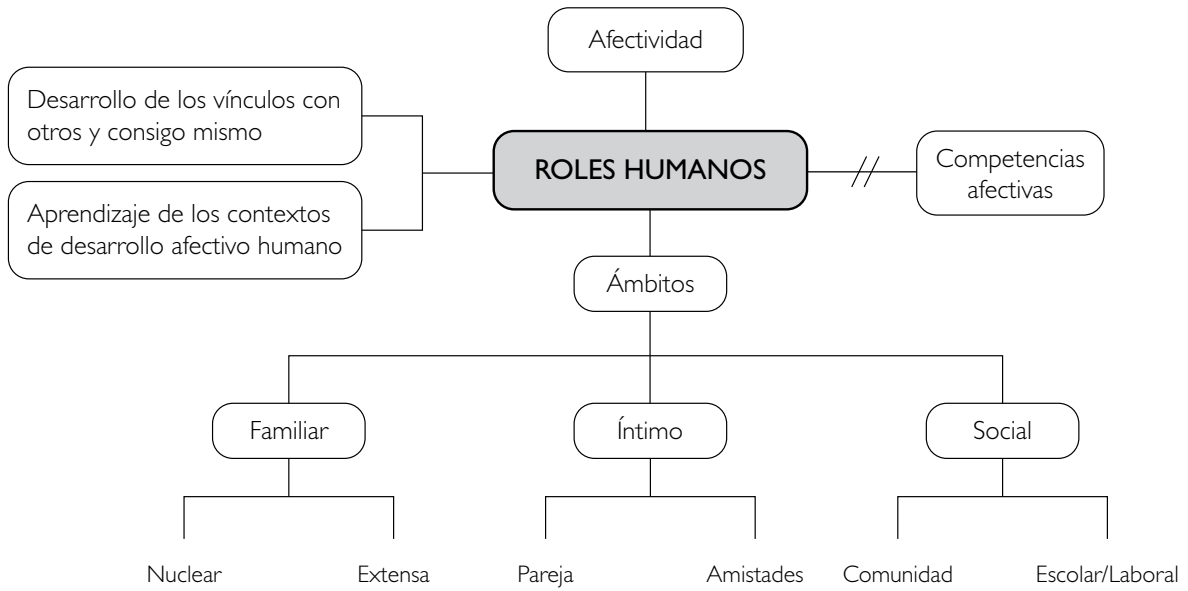 Afectividad
Desarrollo de los vínculos con
otros y consigo mismo
ROLES HUMANOS
Competencias
afectivas
Aprendizaje de los contextos
de desarrollo afectivo humano
Ámbitos
Familiar
Íntimo
Social
Nuclear
Extensa
Pareja
Amistades
Comunidad
Escolar/Laboral